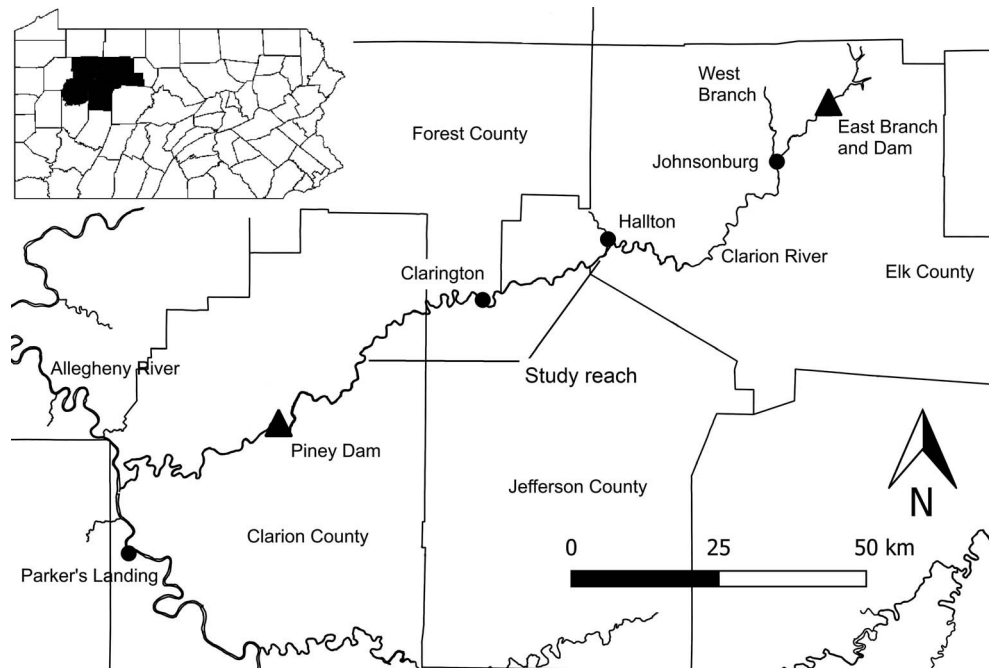 West
Branch
Forest County
East Branch
and Dam
Johnsonburg
Hallton
Clarion River
Clarington
Elk County
Allegheny River
Study reach
Piney Dam
Jefferson County
Clarion County
N
0 25 50 km
Parker's Landing